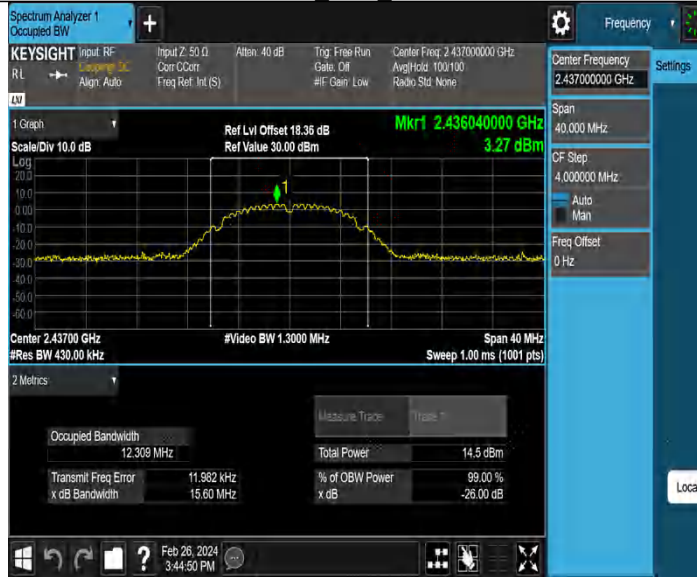 Spectrum Analyzer 1
Occupied BW
+
Frequency
KEYSIGHT
RL
Input: RF
Coupling: DC
Align: Auto
Input Z: 50 Ω
Corr CCorr
Freq Ref: Int (S)
Atten: 40 dB
Trig: Free Run
Gate: Off
#IF Gain: Low
Center Freq: 2.437000000 GHz
Avg|Hold: 100/100
Radio Std: None
LNI
Center Frequency
2.437000000 GHz
Settings
Span
40.000 MHz
CF Step
4.000000 MHz
Auto
Man
Freq Offset
0 Hz
1 Graph
Scale/Div 10.0 dB
Ref Lvl Offset 18.36 dB
Ref Value 30.00 dBm
Mkr1 2.436040000 GHz
3.27 dBm
Log
20.0
10.0
0.00
-10.0
-20.0
-30.0
-40.0
-50.0
-60.0
1
Center 2.43700 GHz
#Res BW 430.00 kHz
#Video BW 1.3000 MHz
Span 40 MHz
Sweep 1.00 ms (1001 pts)
2 Metrics
Measure Trace
Trace 1
Occupied Bandwidth
12.309 MHz
Total Power
14.5 dBm
Transmit Freq Error
11.982 kHz
% of OBW Power
99.00 %
x dB Bandwidth
15.60 MHz
x dB
-26.00 dB
Loca
?
Feb 26, 2024
3:44:50 PM